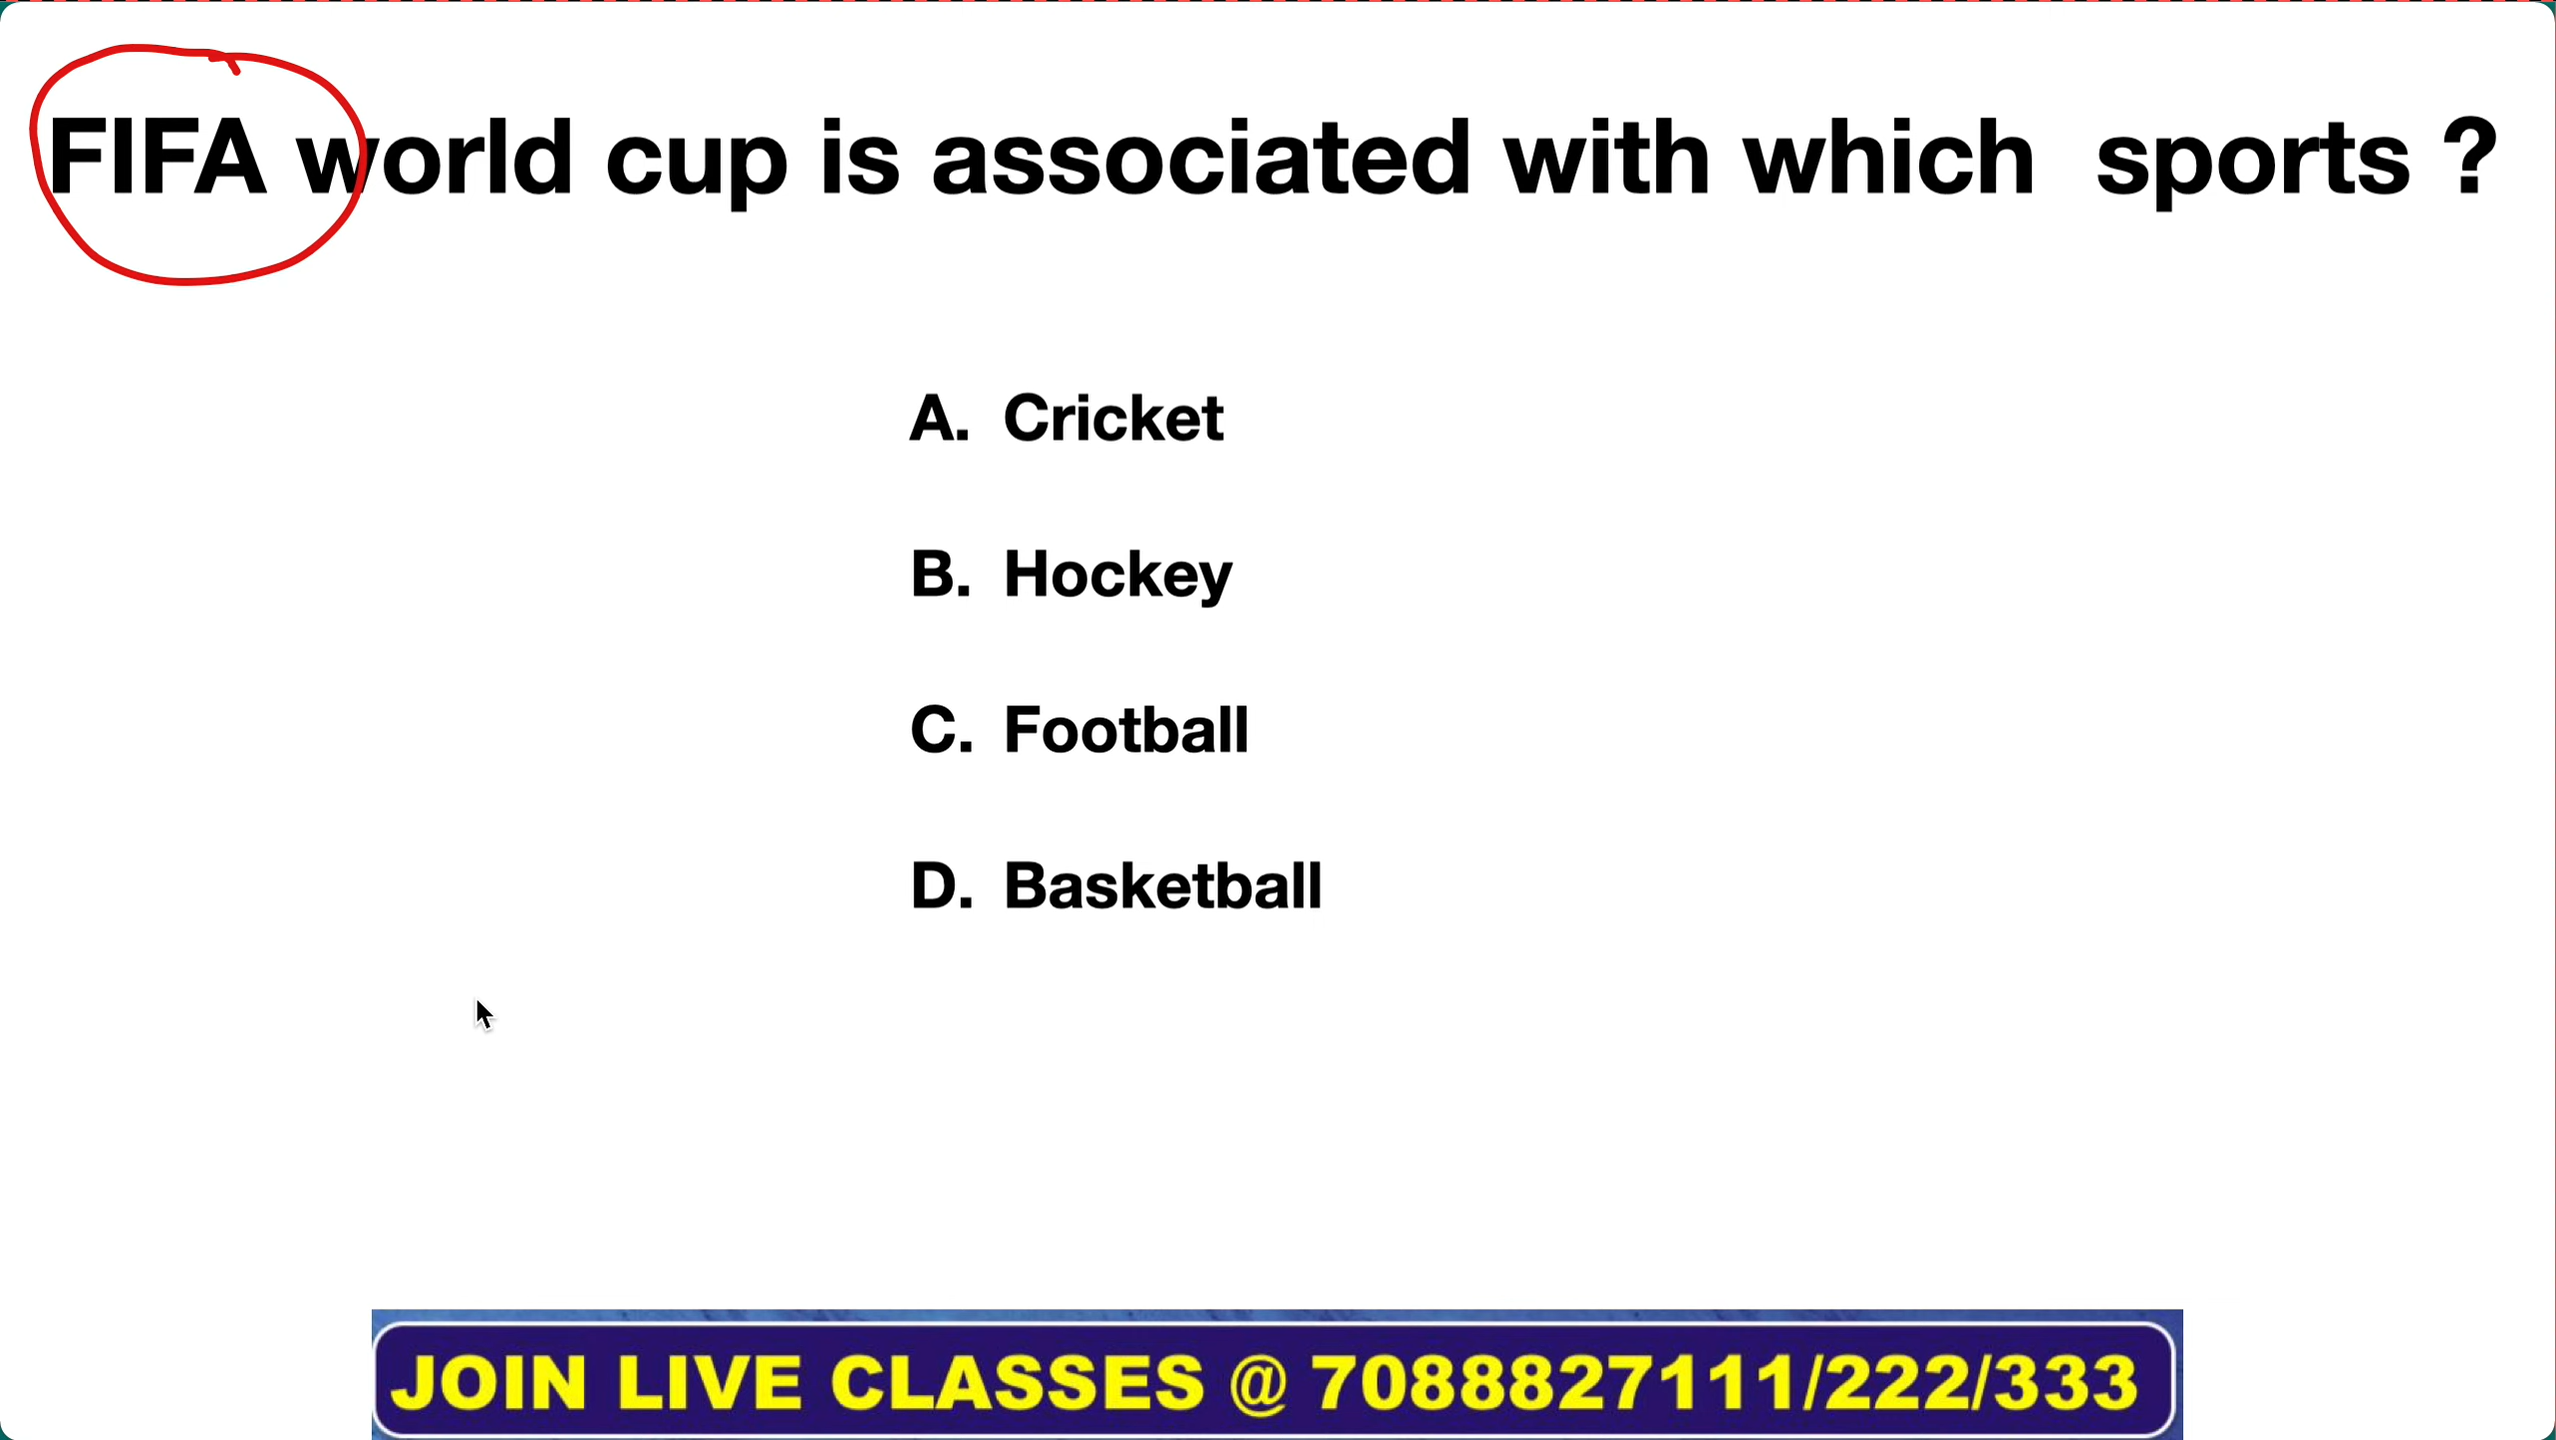 FIFA world cup is associated with which  sports ?
A. Cricket
B. Hockey
C. Football
D. Basketball
JOIN LIVE CLASSES @ 7088827111/222/333